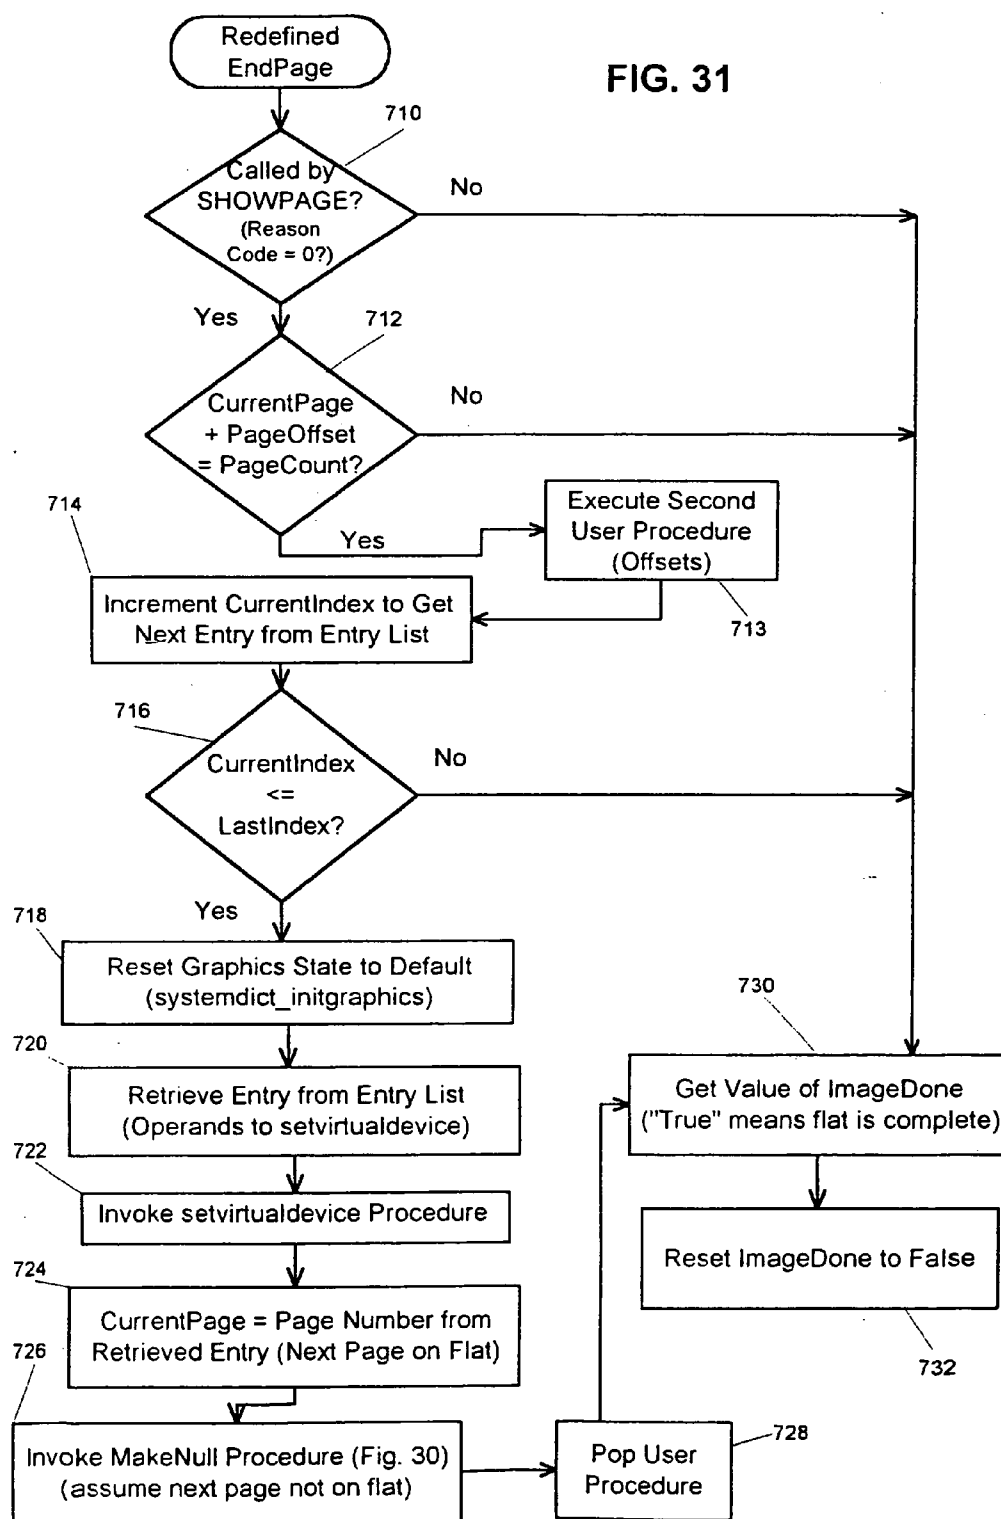 Redefined
EndPage
FIG. 31
710
Called by
SHOWPAGE?
(Reason
Code = 0?)
No
Yes
712
CurrentPage
+ PageOffset
= PageCount?
No
Yes
Execute Second
User Procedure
(Offsets)
713
714
Increment CurrentIndex to Get
Next Entry from Entry List
716
CurrentIndex
<=
LastIndex?
No
Yes
718
Reset Graphics State to Default
(systemdict_initgraphics)
720
Retrieve Entry from Entry List
(Operands to setvirtualdevice)
722
Invoke setvirtualdevice Procedure
724
CurrentPage = Page Number from
Retrieved Entry (Next Page on Flat)
726
Invoke MakeNull Procedure (Fig. 30)
(assume next page not on flat)
728
Pop User
Procedure
730
Get Value of ImageDone
("True" means flat is complete)
Reset ImageDone to False
732